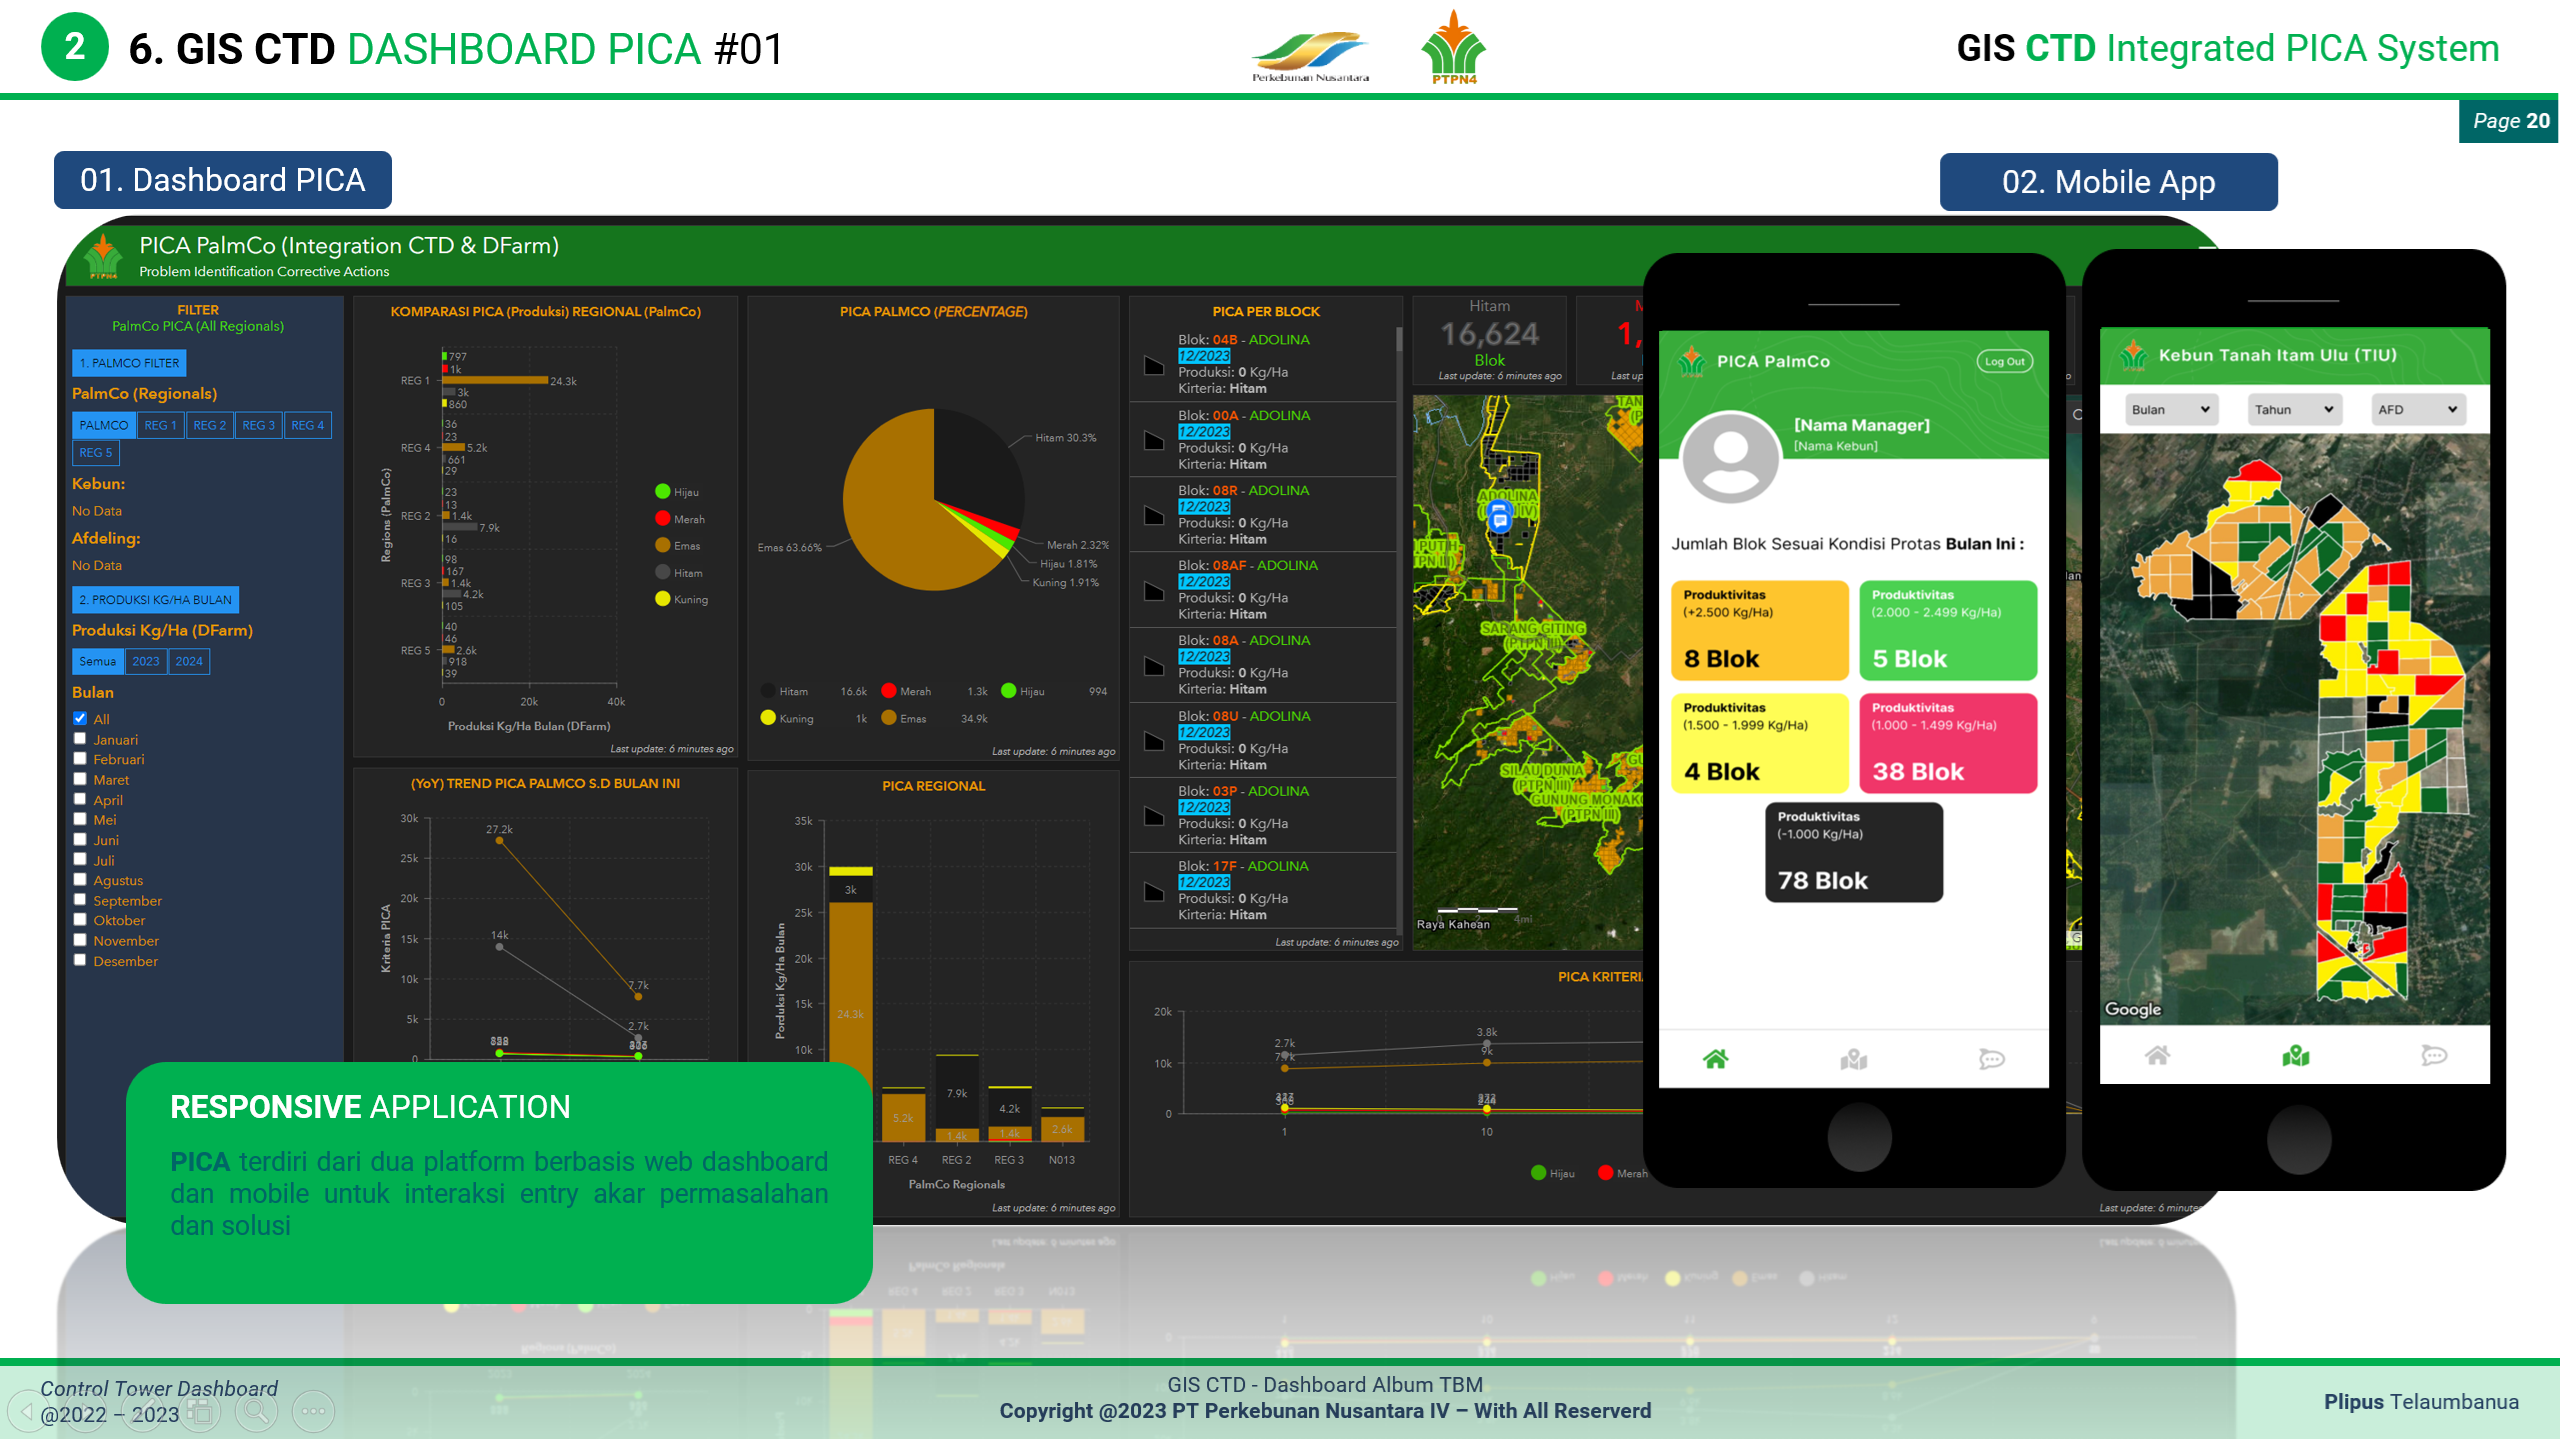 2
6. GIS CTD DASHBOARD PICA #01
Perkebunan Nusantara
PTPN4
GIS CTD Integrated PICA System
Page 20
01. Dashboard PICA
02. Mobile App
PICA PalmCo (Integration CTD & DFarm)
Problem Identification Corrective Actions
PTPN4
FILTER
PalmCo PICA (All Regionals)
1. PALMCO FILTER
PalmCo (Regionals)
PALMCO REG 1 REG 2 REG 3 REG 4
REG 5
Kebun:
No Data
Afdeling:
No Data
2. PRODUKSI KG/HA BULAN
Produksi Kg/Ha (DFarm)
Semua 2023 2024
Bulan
All
Januari
Februari
Maret
April
Mei
Juni
Juli
Agustus
September
Oktober
November
Desember
KOMPARASI PICA (Produksi) REGIONAL (PalmCo)
Regions (PalmCo)
REG 1
797
1k
24.3k
3k
860
REG 4
36
23
5.2k
661
29
REG 2
23
13
1.4k
7.9k
16
REG 3
98
167
1.4k
4.2k
105
REG 5
40
46
2.6k
918
39
0 20k 40k
Produksi Kg/Ha Bulan (DFarm)
Hijau
Merah
Emas
Hitam
Kuning
Last update: 6 minutes ago
PICA PALMCO (PERCENTAGE)
Hitam 30.3%
Emas 63.66%
Merah 2.32%
Hijau 1.81%
Kuning 1.91%
Hitam 16.6k Merah 1.3k Hijau 994
Kuning 1k Emas 34.9k
Last update: 6 minutes ago
(YoY) TREND PICA PALMCO S.D BULAN INI
Kriteria PICA
30k
25k
20k
15k
10k
5k
0
27.2k
14k
7.7k
2.7k
PICA REGIONAL
Porduksi Kg/Ha Bulan
35k
30k
25k
20k
15k
10k
3k
24.3k
5.2k
7.9k
1.4k
4.2k
1.4k
2.6k
REG 4 REG 2 REG 3 N013
PalmCo Regionals
Last update: 6 minutes ago
PICA PER BLOCK
Blok: 04B - ADOLINA
12/2023
Produksi: 0 Kg/Ha
Kirteria: Hitam
Blok: 00A - ADOLINA
12/2023
Produksi: 0 Kg/Ha
Kirteria: Hitam
Blok: 08R - ADOLINA
12/2023
Produksi: 0 Kg/Ha
Kirteria: Hitam
Blok: 08AF - ADOLINA
12/2023
Produksi: 0 Kg/Ha
Kirteria: Hitam
Blok: 08A - ADOLINA
12/2023
Produksi: 0 Kg/Ha
Kirteria: Hitam
Blok: 08U - ADOLINA
12/2023
Produksi: 0 Kg/Ha
Kirteria: Hitam
Blok: 03P - ADOLINA
12/2023
Produksi: 0 Kg/Ha
Kirteria: Hitam
Blok: 17F - ADOLINA
12/2023
Produksi: 0 Kg/Ha
Kirteria: Hitam
Last update: 6 minutes ago
Hitam
16,624
Blok
Last update: 6 minutes ago
1,
Last up
ADOLINA
SARANG GITING
(PTPN III)
SILAU DUNIA
(PTPN III)
GUNUNG MONAK
(PTPN III)
4mi
Raya Kahean
PICA KRITERI
20k
10k
0
2.7k
3.8k
9k
1 10
Hijau Merah
Last update: 6 minutes
PICA PalmCo
Log Out
[Nama Manager]
[Nama Kebun]
Jumlah Blok Sesuai Kondisi Protas Bulan Ini :
Produktivitas
(+2.500 Kg/Ha)
8 Blok
Produktivitas
(2.000 - 2.499 Kg/Ha)
5 Blok
Produktivitas
(1.500 - 1.999 Kg/Ha)
4 Blok
Produktivitas
(1.000 - 1.499 Kg/Ha)
38 Blok
Produktivitas
(-1.000 Kg/Ha)
78 Blok
Kebun Tanah Itam Ulu (TIU)
Bulan Tahun AFD
Google
RESPONSIVE APPLICATION
PICA terdiri dari dua platform berbasis web dashboard
dan mobile untuk interaksi entry akar permasalahan
dan solusi
Control Tower Dashboard
@2022 – 2023
GIS CTD - Dashboard Album TBM
Copyright @2023 PT Perkebunan Nusantara IV – With All Reserverd
Plipus Telaumbanua